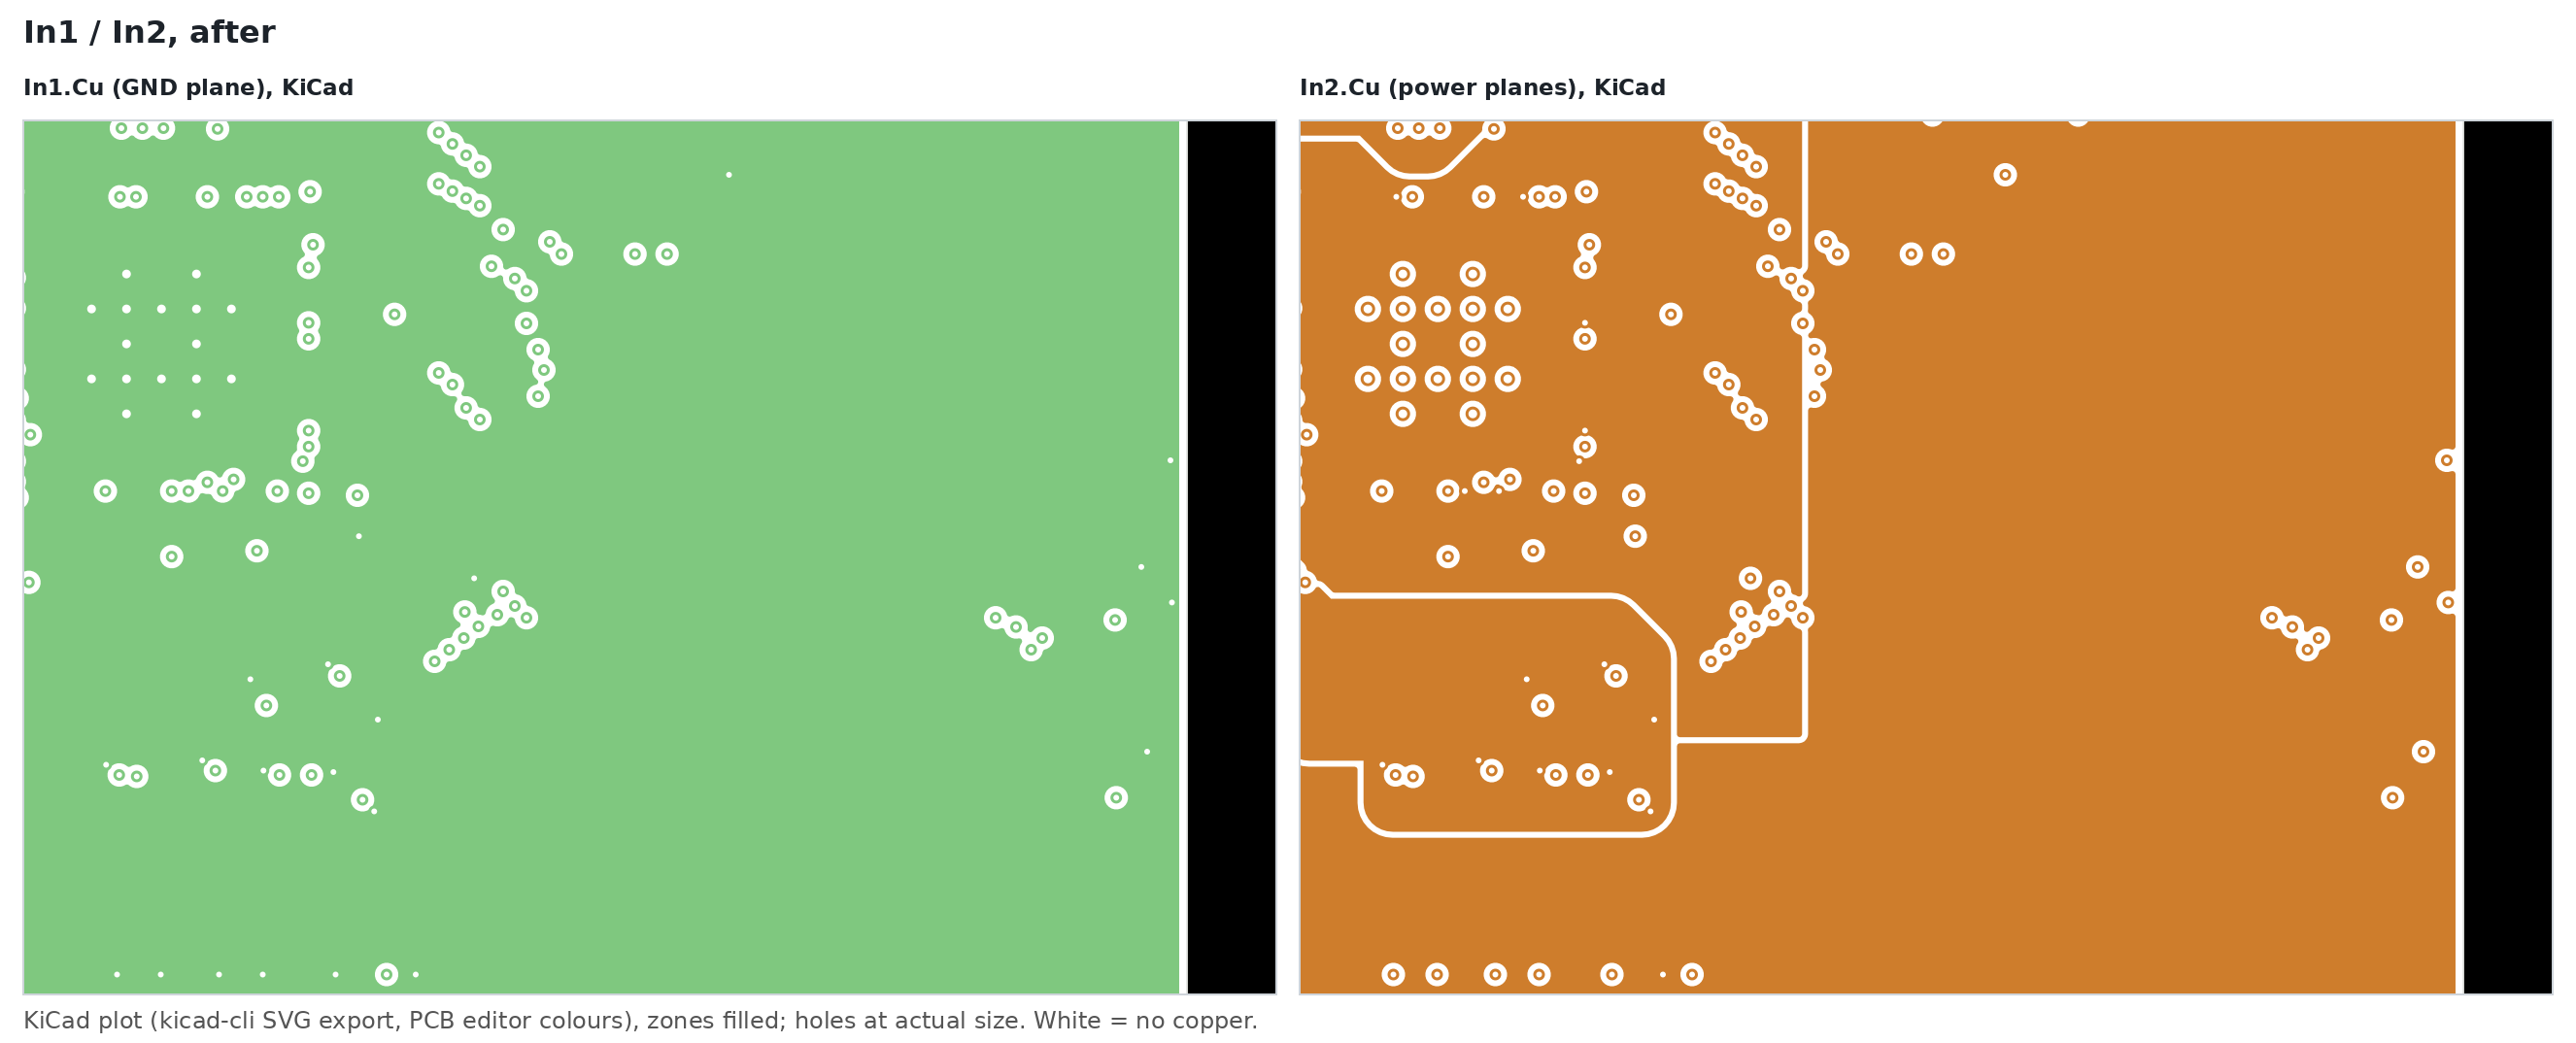 In1 / In2, after
In1.Cu (GND plane), KiCad
In2.Cu (power planes), KiCad
KiCad plot (kicad-cli SVG export, PCB editor colours), zones filled; holes at actual size. White = no copper.